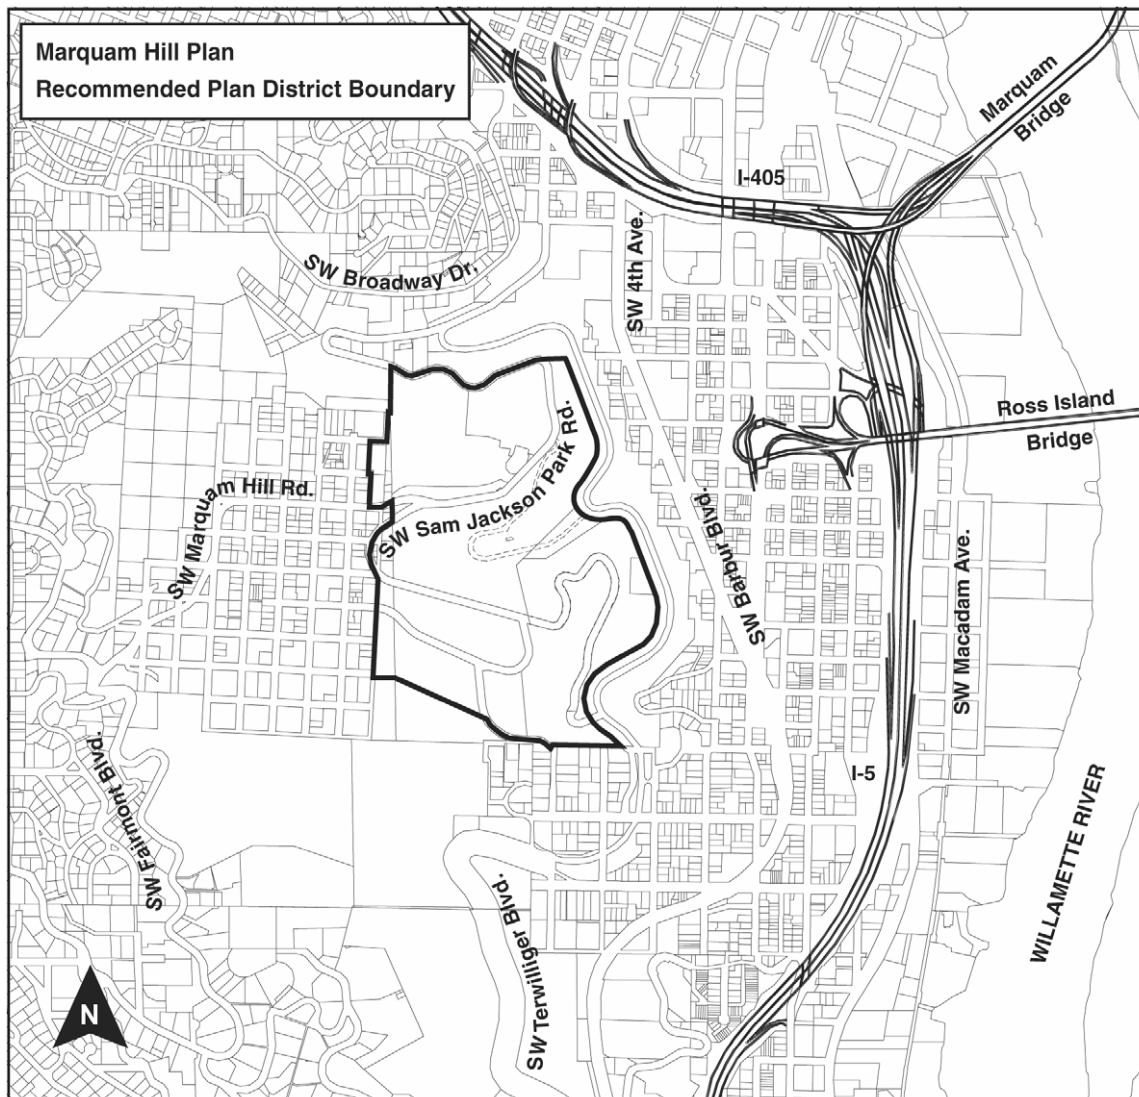 Marquam Hill Plan
Recommended Plan District Boundary
Marquam
Bridge
I-405
SW 4th Ave.
SW Broadway Dr.
Ross Island
Bridge
SW Sam Jackson Park Rd.
SW Marquam Hill Rd.
SW Barbur Blvd.
SW Macadam Ave.
I-5
SW Fairmont Blvd.
SW Terwilliger Blvd.
WILLAMETTE RIVER
N